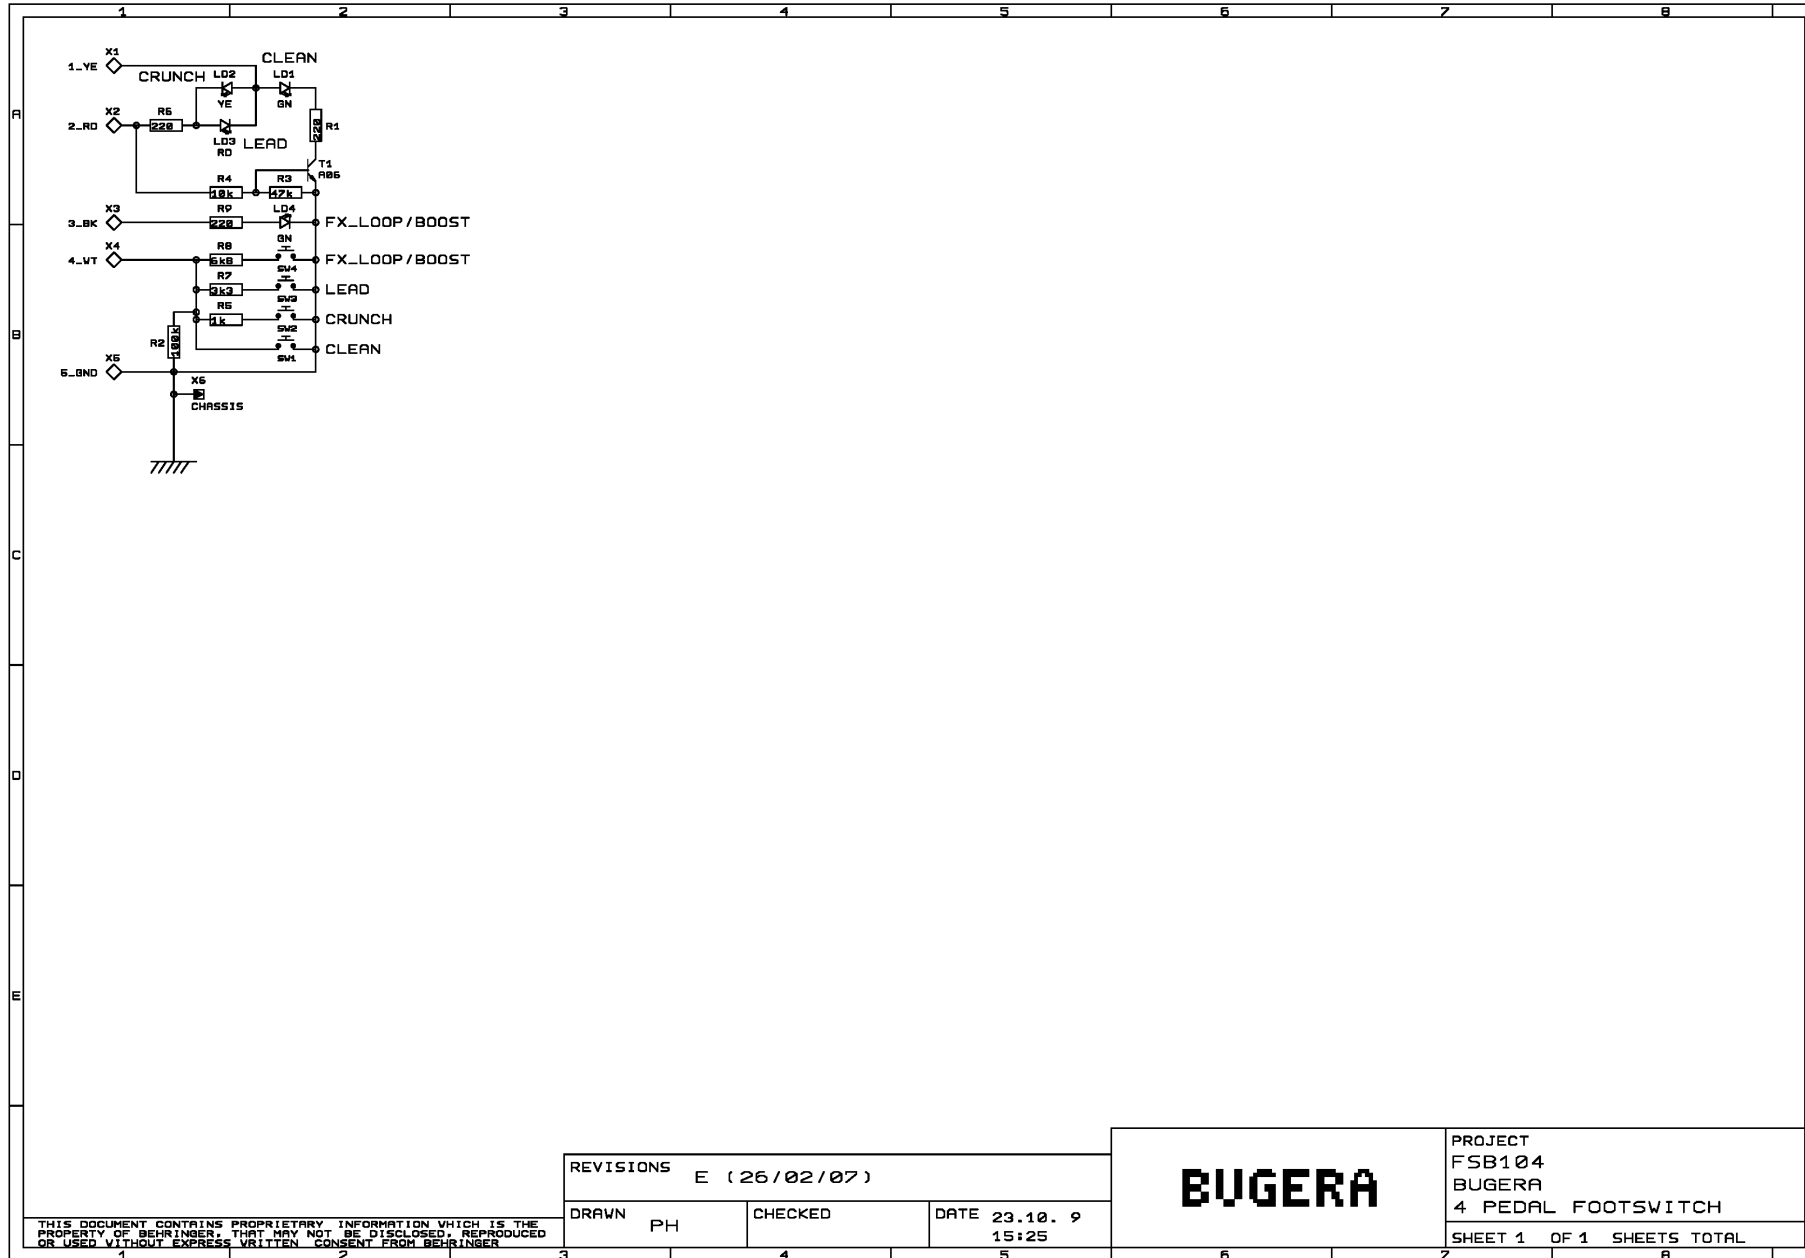 1 2 3 4 5 6 7 8
X1
1_YE
CLEAN
CRUNCH LD2 LD1
YE GN
X2 R6
2_RD 220
220 R1
LD3 LEAD
RD
T1
A06
R4 R3
10k 47k
X3 R9 LD4
3_BK 220 FX_LOOP/BOOST
GN
X4 R8
4_WT 6k8 FX_LOOP/BOOST
SW4
R7
3k3 LEAD
SW3
R5
1k CRUNCH
SW2
R2 100k
CLEAN
SW1
X5
5_GND
X6
CHASSIS
A
B
C
D
E
REVISIONS E (26/02/07)
DRAWN PH CHECKED DATE 23.10. 9
15:25
BUGERA
PROJECT
FSB104
BUGERA
4 PEDAL FOOTSWITCH
SHEET 1 OF 1 SHEETS TOTAL
THIS DOCUMENT CONTAINS PROPRIETARY INFORMATION WHICH IS THE
PROPERTY OF BEHRINGER. THAT MAY NOT BE DISCLOSED, REPRODUCED
OR USED WITHOUT EXPRESS WRITTEN CONSENT FROM BEHRINGER
1 2 3 4 5 6 7 8